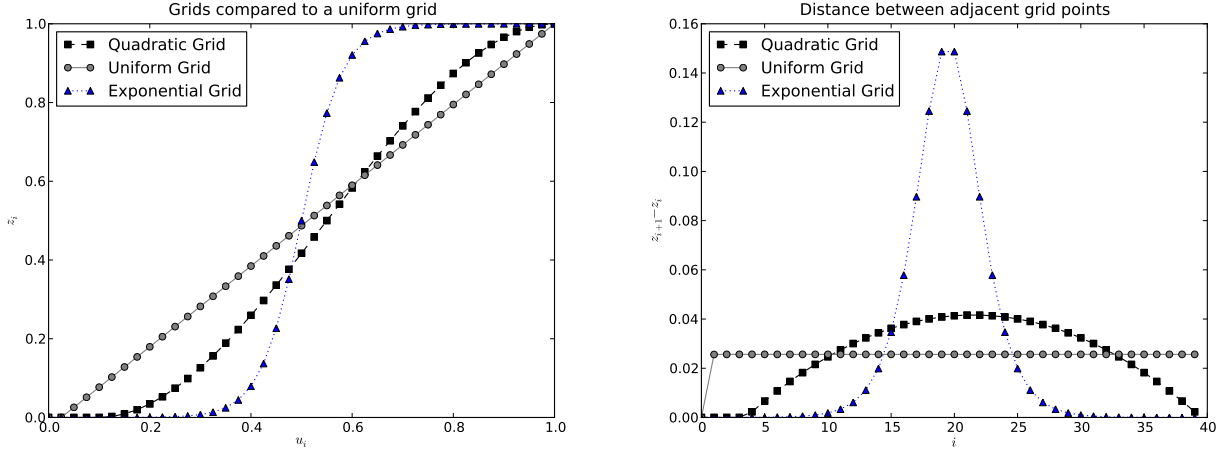 Grids compared to a uniform grid
1.0
0.8
0.6
0.4
0.2
0.0
z_i
Quadratic Grid
Uniform Grid
Exponential Grid
0.0 0.2 0.4 0.6 0.8 1.0
u_i
Distance between adjacent grid points
0.16
0.14
0.12
0.10
0.08
0.06
0.04
0.02
0.00
z_{i+1} − z_i
Quadratic Grid
Uniform Grid
Exponential Grid
0 5 10 15 20 25 30 35 40
i